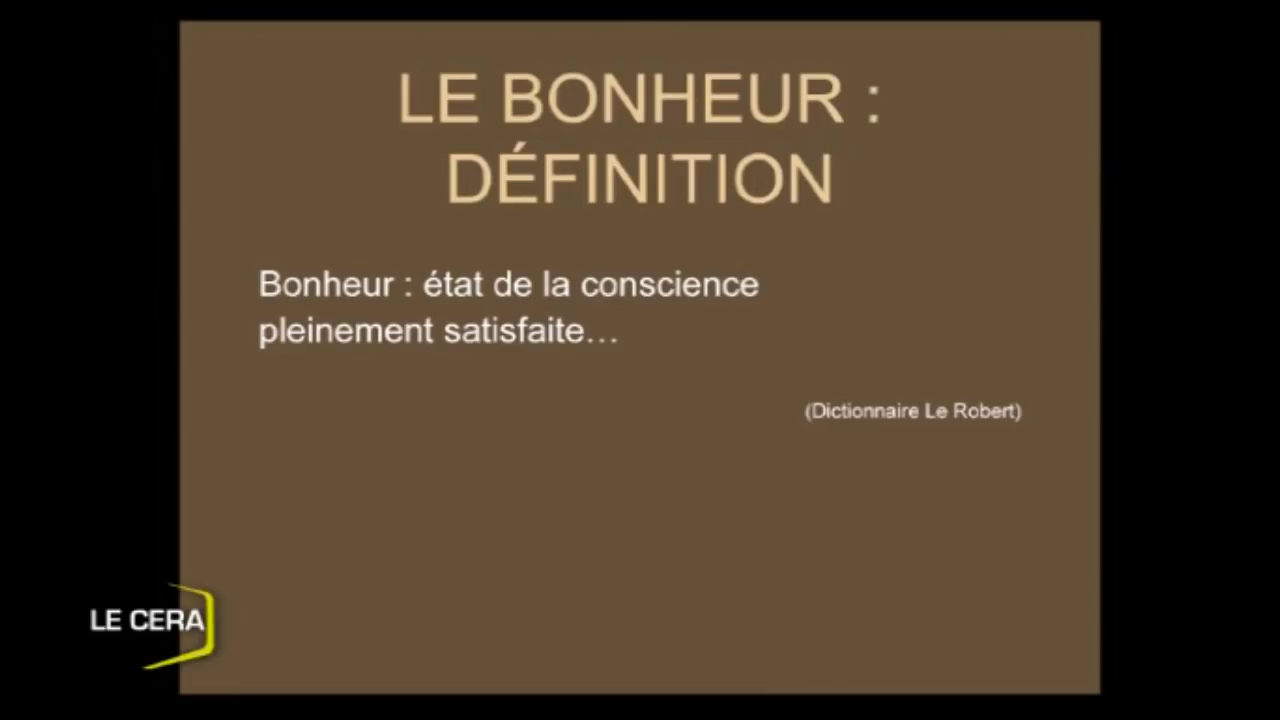 LE BONHEUR :
DÉFINITION
Bonheur : état de la conscience
pleinement satisfaite…
(Dictionnaire Le Robert)
LE CERA